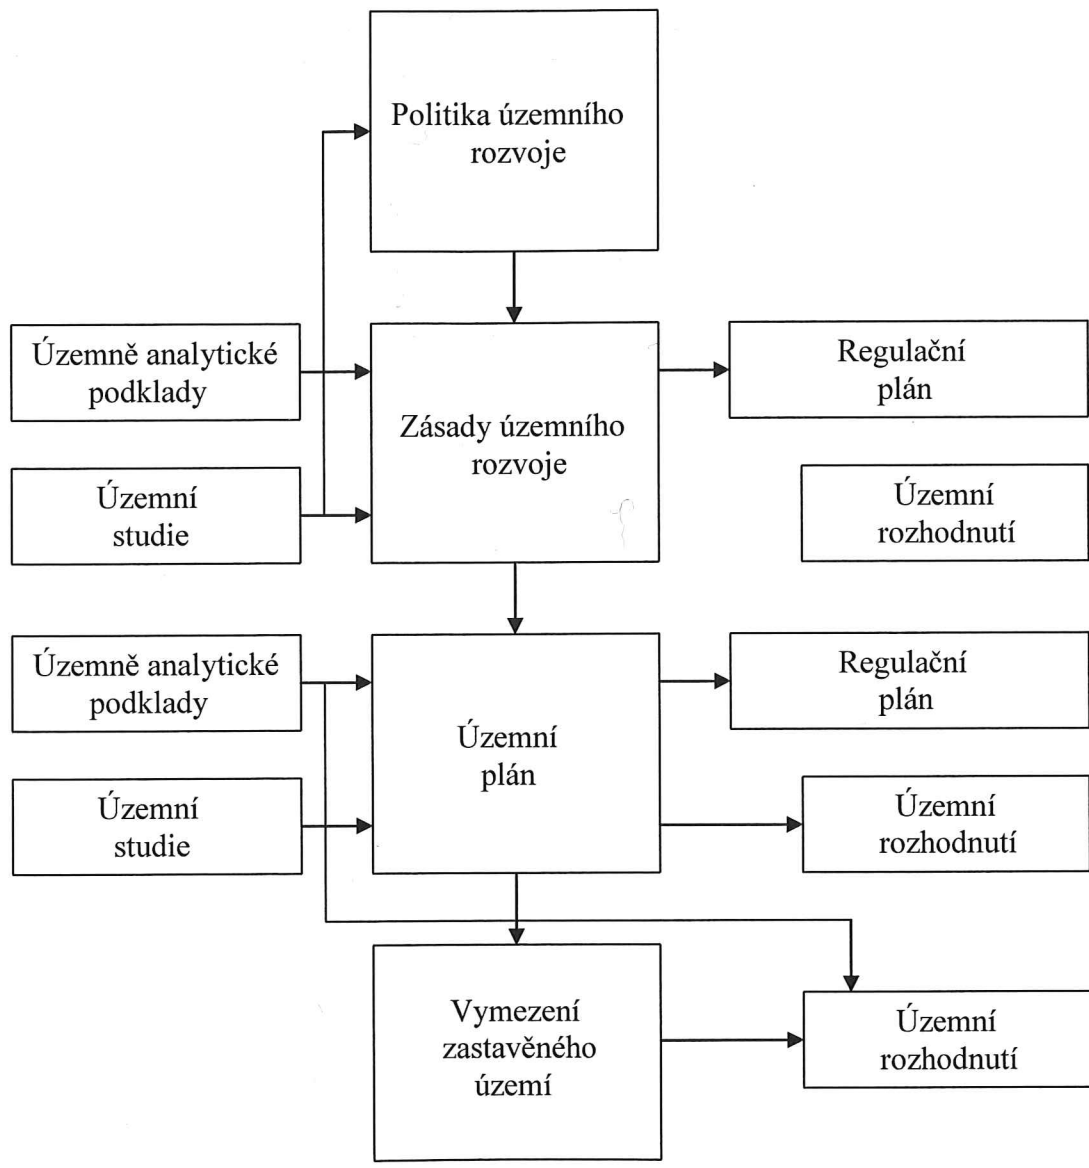 Politika územního
rozvoje
Územně analytické
podklady
Zásady územního
rozvoje
Regulační
plán
Územní
studie
Územní
rozhodnutí
Územně analytické
podklady
Územní
plán
Regulační
plán
Územní
studie
Územní
rozhodnutí
Vymezení
zastavěného
území
Územní
rozhodnutí